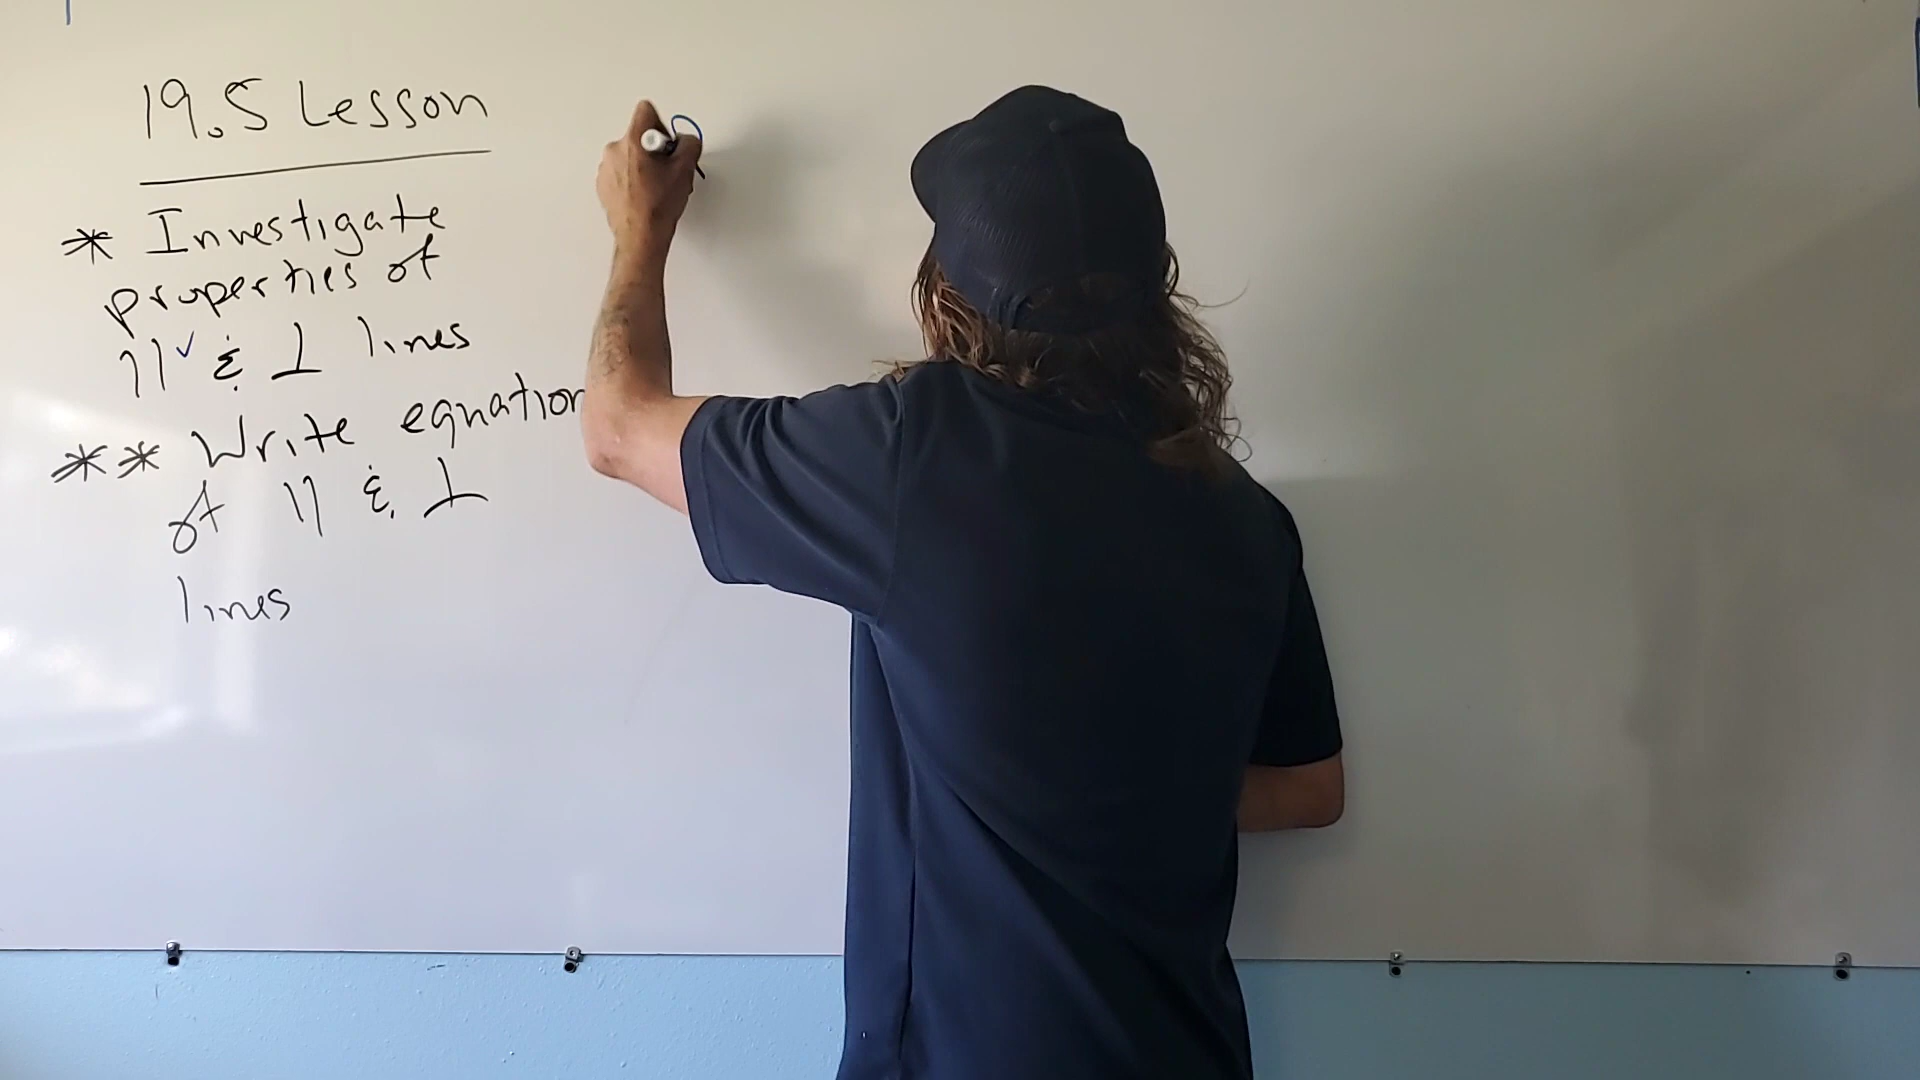 19.5 Lesson
* Investigate
properties of
|| ✓ & ⊥ lines
** Write equation
of || & ⊥
lines